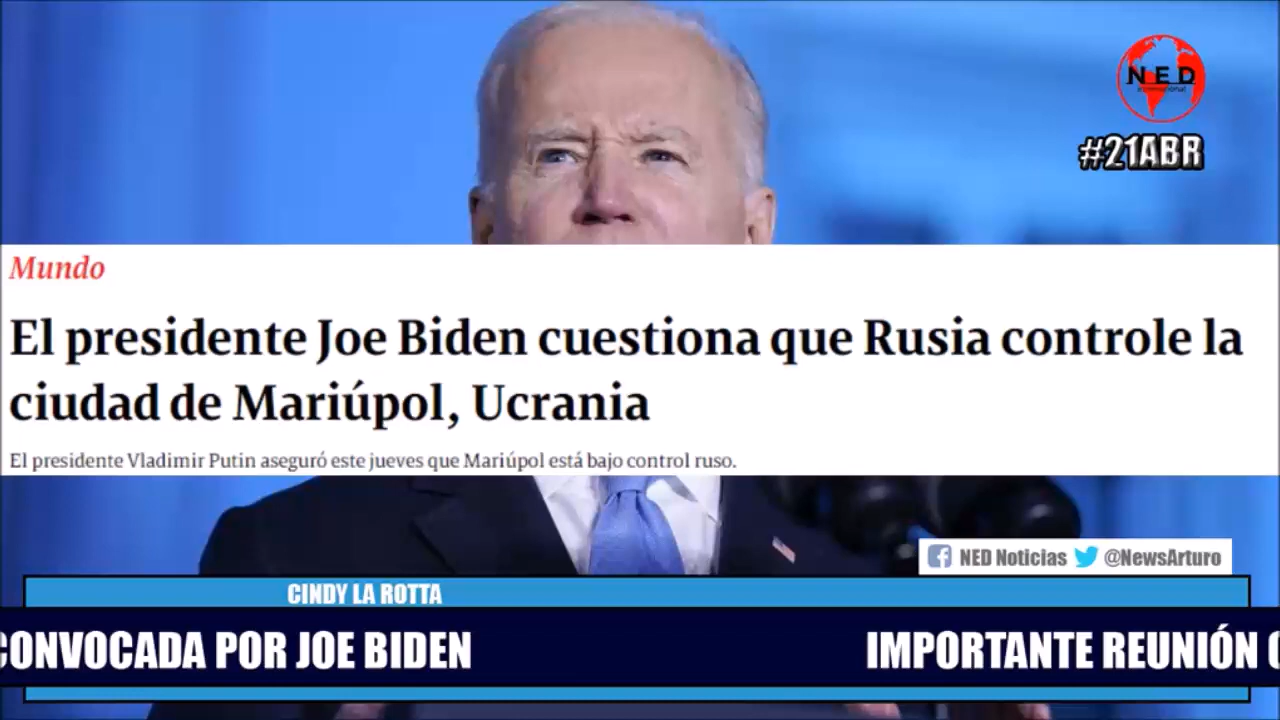 NED
international
#21ABR
Mundo
El presidente Joe Biden cuestiona que Rusia controle la
ciudad de Mariúpol, Ucrania
El presidente Vladimir Putin aseguró este jueves que Mariúpol está bajo control ruso.
NED Noticias @NewsArturo
CINDY LA ROTTA
CONVOCADA POR JOE BIDEN IMPORTANTE REUNIÓN